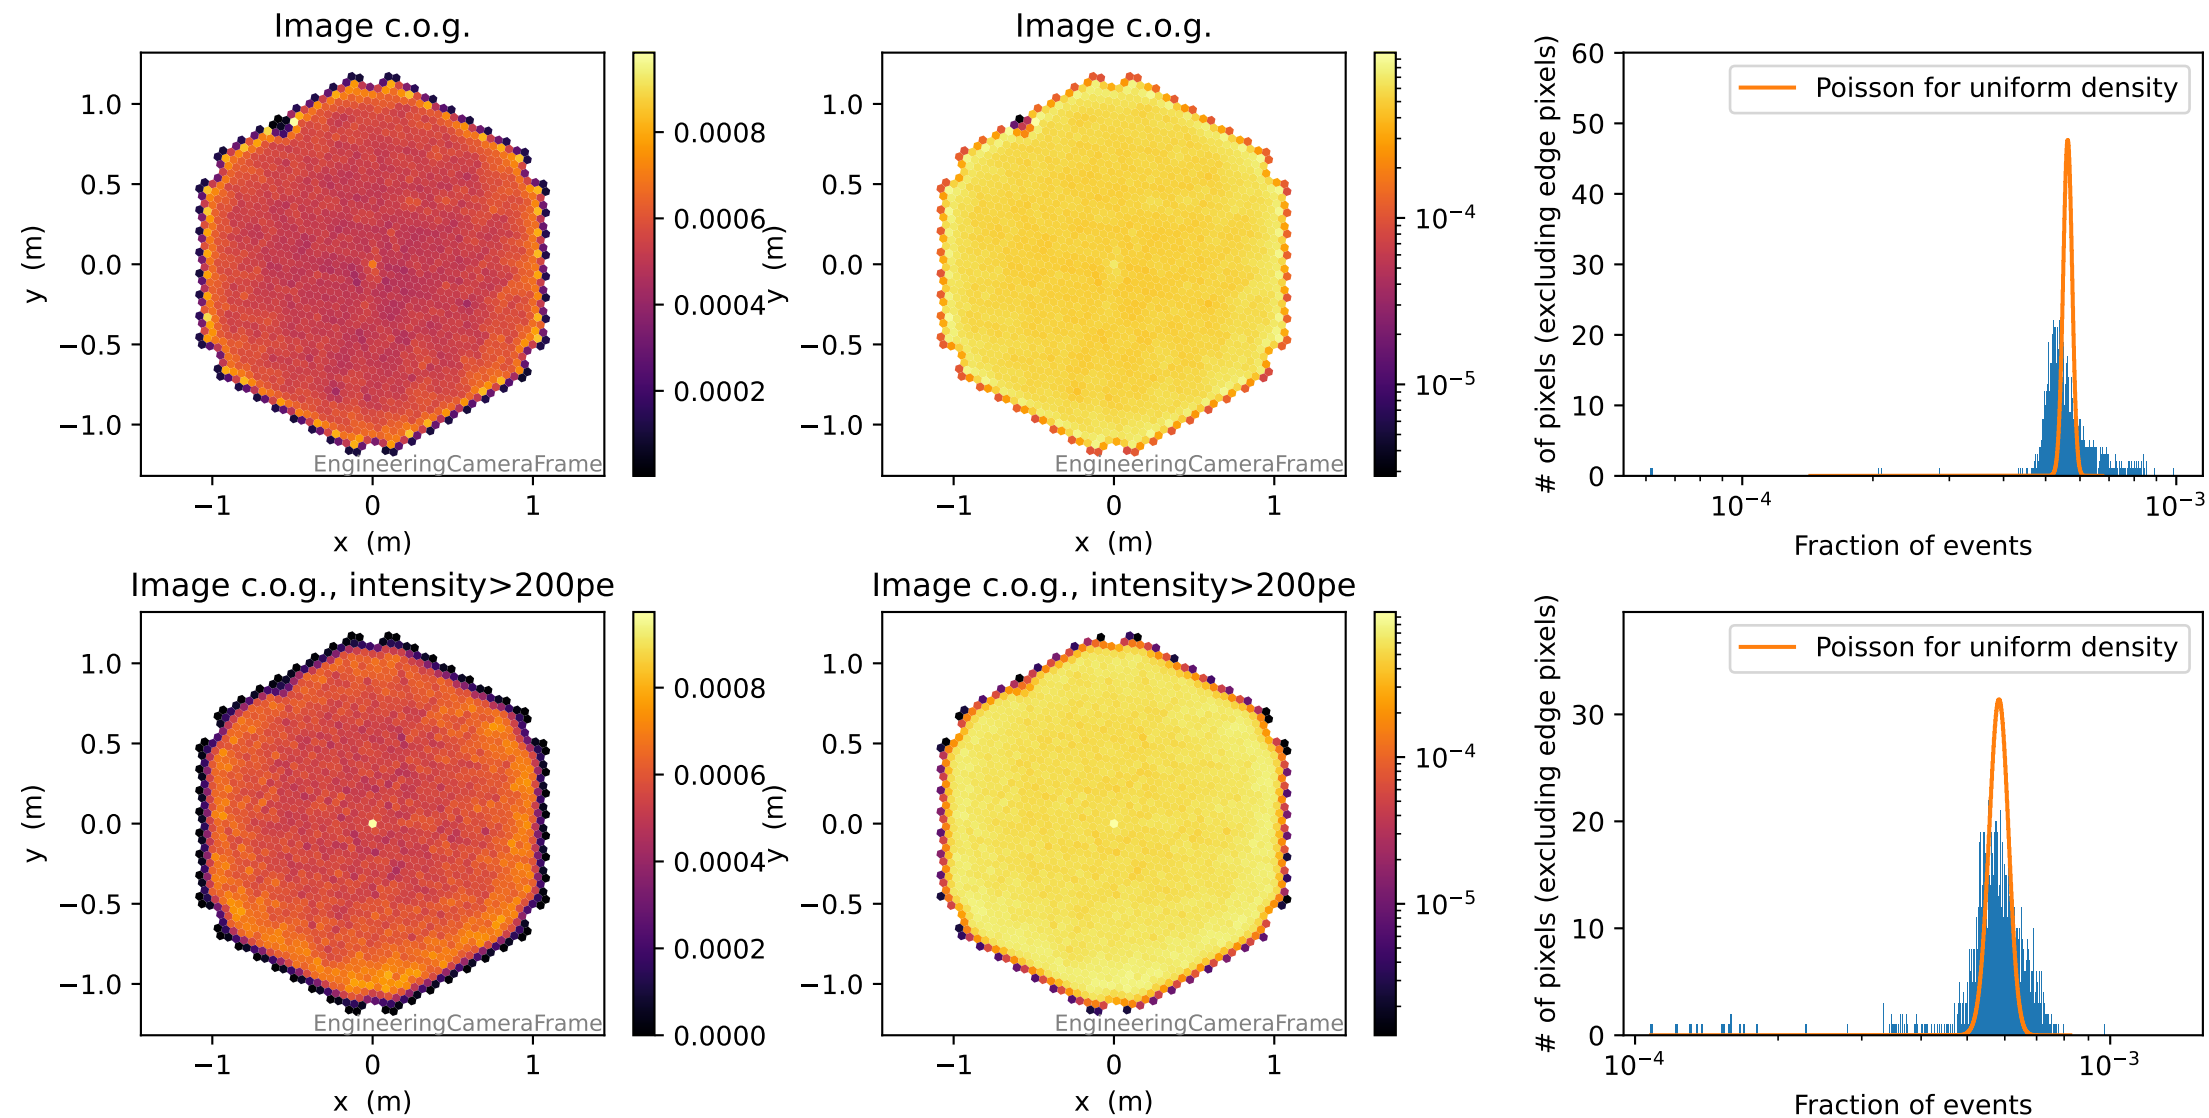 Image c.o.g.
1.0
0.5
0.0
−0.5
−1.0
y (m)
−1
0
1
x (m)
EngineeringCameraFrame
0.0008
0.0006
0.0004
0.0002
Image c.o.g.
1.0
0.5
0.0
−0.5
−1.0
y (m)
−1
0
1
x (m)
EngineeringCameraFrame
10⁻⁴
10⁻⁵
60
50
40
30
20
10
0
# of pixels (excluding edge pixels)
Poisson for uniform density
10⁻⁴
10⁻³
Fraction of events
Image c.o.g., intensity>200pe
1.0
0.5
0.0
−0.5
−1.0
y (m)
−1
0
1
x (m)
EngineeringCameraFrame
0.0008
0.0006
0.0004
0.0002
0.0000
Image c.o.g., intensity>200pe
1.0
0.5
0.0
−0.5
−1.0
y (m)
−1
0
1
x (m)
EngineeringCameraFrame
10⁻⁴
10⁻⁵
30
20
10
0
# of pixels (excluding edge pixels)
Poisson for uniform density
10⁻⁴
10⁻³
Fraction of events